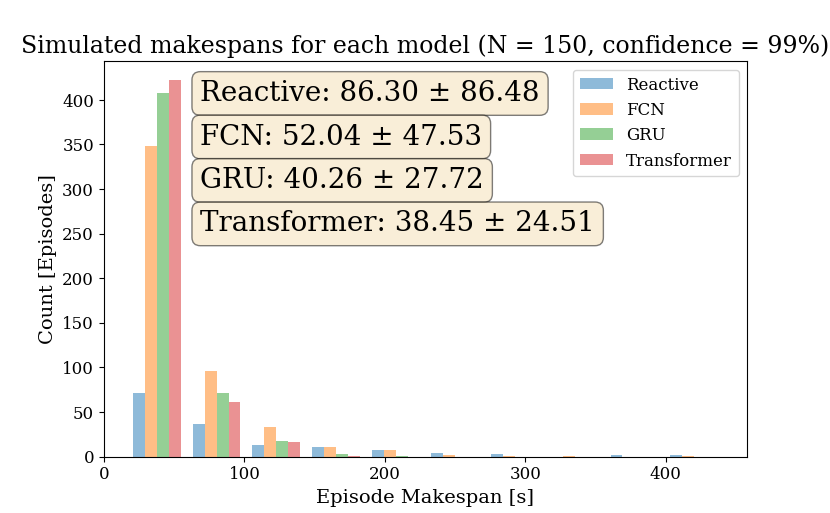 Simulated makespans for each model (N = 150, confidence = 99%)
Reactive: 86.30 ± 86.48
FCN: 52.04 ± 47.53
GRU: 40.26 ± 27.72
Transformer: 38.45 ± 24.51
Reactive
FCN
GRU
Transformer
Count [Episodes]
400
350
300
250
200
150
100
50
0
0 100 200 300 400
Episode Makespan [s]